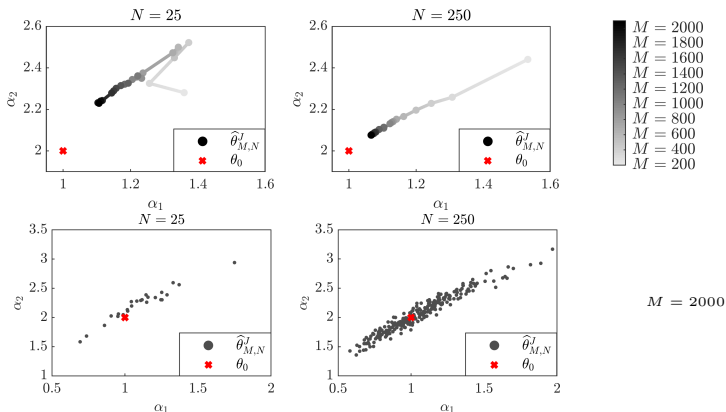 N = 25
N = 250
2.6
2.4
2.2
2
α₂
1
1.2
1.4
1.6
α₁
θ̂ᴶ_{M,N}
θ₀
2.6
2.4
2.2
2
α₂
1
1.2
1.4
1.6
α₁
θ̂ᴶ_{M,N}
θ₀
M = 2000
M = 1800
M = 1600
M = 1400
M = 1200
M = 1000
M = 800
M = 600
M = 400
M = 200
N = 25
N = 250
3.5
3
2.5
2
1.5
1
α₂
0.5
1
1.5
2
α₁
θ̂ᴶ_{M,N}
θ₀
3.5
3
2.5
2
1.5
1
α₂
0.5
1
1.5
2
α₁
θ̂ᴶ_{M,N}
θ₀
M = 2000